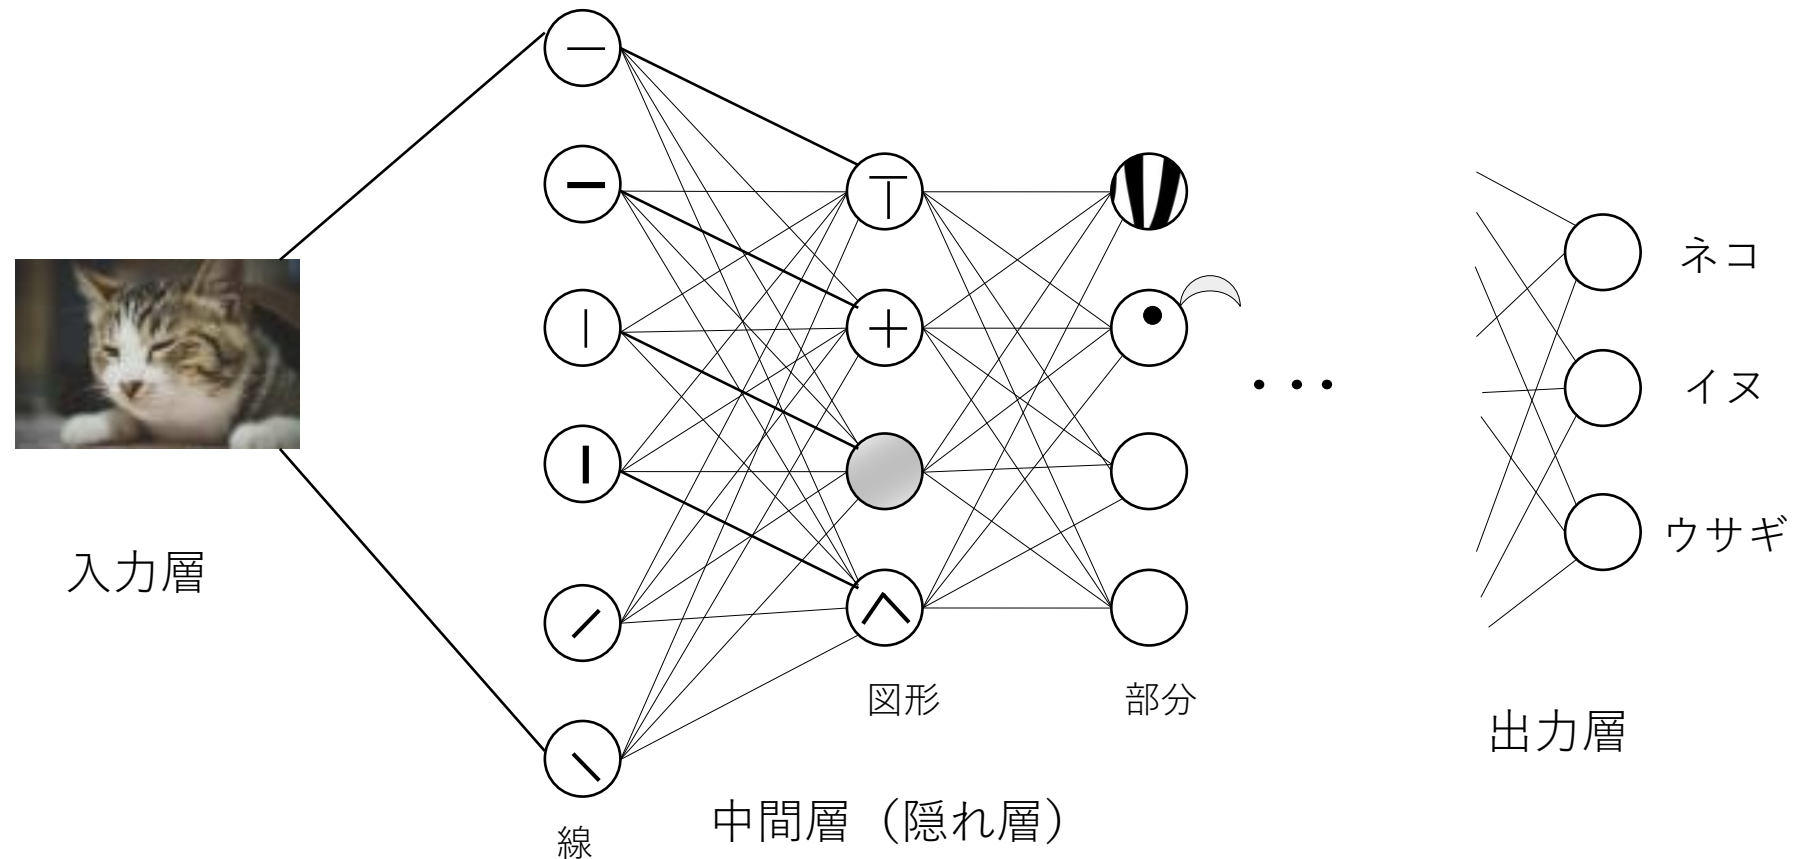 ネコ
イヌ
ウサギ
入力層
図形
部分
出力層
中間層（隠れ層）
線